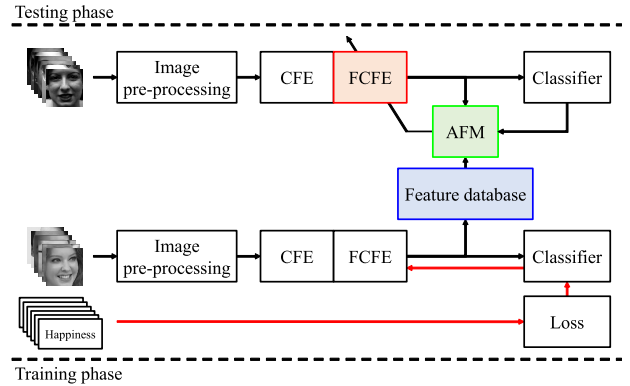 Testing phase
Image
pre-processing
CFE
FCFE
Classifier
AFM
Feature database
Image
pre-processing
CFE
FCFE
Classifier
Happiness
Loss
Training phase